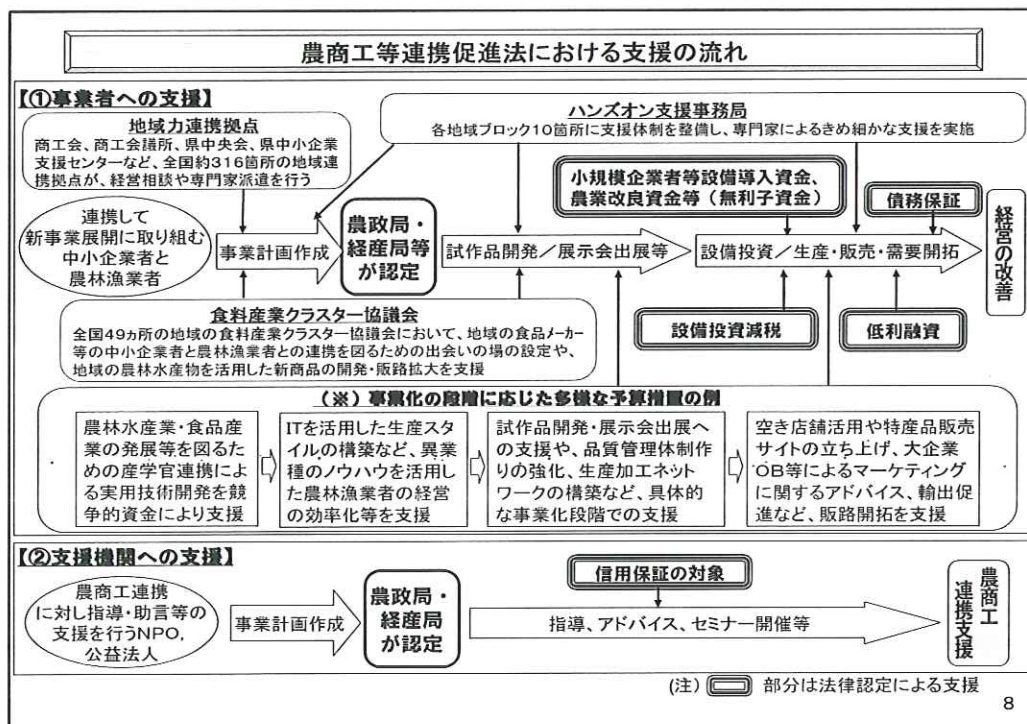 農商工等連携促進法における支援の流れ
【①事業者への支援】
地域力連携拠点
商工会、商工会議所、県中央会、県中小企業
支援センターなど、全国約316箇所の地域連
携拠点が、経営相談や専門家派遣を行う
ハンズオン支援事務局
各地域ブロック10箇所に支援体制を整備し、専門家によるきめ細かな支援を実施
小規模企業者等設備導入資金、
農業改良資金等（無利子資金）
債務保証
連携して
新事業展開に取り組む
中小企業者と
農林漁業者
事業計画作成
農政局・
経産局等
が認定
試作品開発／展示会出展等
設備投資／生産・販売・需要開拓
経営の改善
食料産業クラスター協議会
全国49ヵ所の地域の食料産業クラスター協議会において、地域の食品メーカー
等の中小企業者と農林漁業者との連携を図るための出会いの場の設定や、
地域の農林水産物を活用した新商品の開発・販路拡大を支援
設備投資減税
低利融資
（※）事業化の段階に応じた多様な予算措置の例
農林水産業・食品産
業の発展等を図るた
めの産学官連携によ
る実用技術開発を競
争的資金により支援
ITを活用した生産スタ
イルの構築など、異業
種のノウハウを活用し
た農林漁業者の経営
の効率化等を支援
試作品開発・展示会出展へ
の支援や、品質管理体制作
りの強化、生産加工ネット
ワークの構築など、具体的
な事業化段階での支援
空き店舗活用や特産品販売
サイトの立ち上げ、大企業
OB等によるマーケティング
に関するアドバイス、輸出促
進など、販路開拓を支援
【②支援機関への支援】
農商工連携
に対し指導・助言等の
支援を行うNPO,
公益法人
事業計画作成
農政局・
経産局
が認定
信用保証の対象
指導、アドバイス、セミナー開催等
農商工
連携支援
(注) 部分は法律認定による支援
8